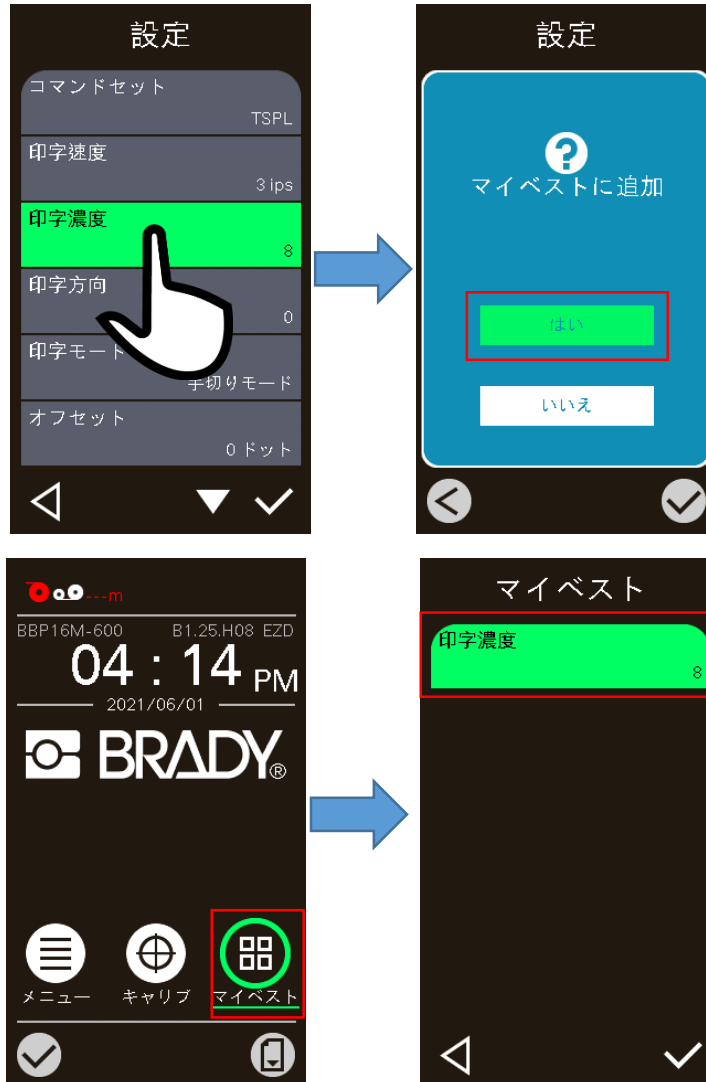 設定
コマンドセット
TSPL
印字速度
3 ips
印字濃度
8
印字方向
0
印字モード
手切りモード
オフセット
0 ドット
設定
?
マイベストに追加
はい
いいえ
---m
BBP16M-600 B1.25.H08 EZD
04 : 14 PM
2021/06/01
BRADY®
メニュー キャリブ マイベスト
マイベスト
印字濃度
8